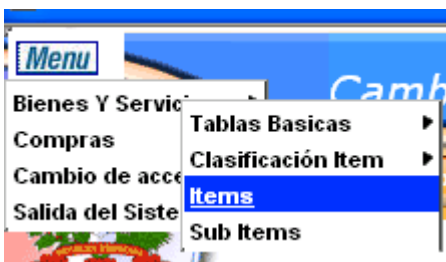 Menu
Camb
Bienes Y Servic
Compras
Cambio de acce
Salida del Siste
Tablas Basicas
Clasificación Item
Items
Sub Items